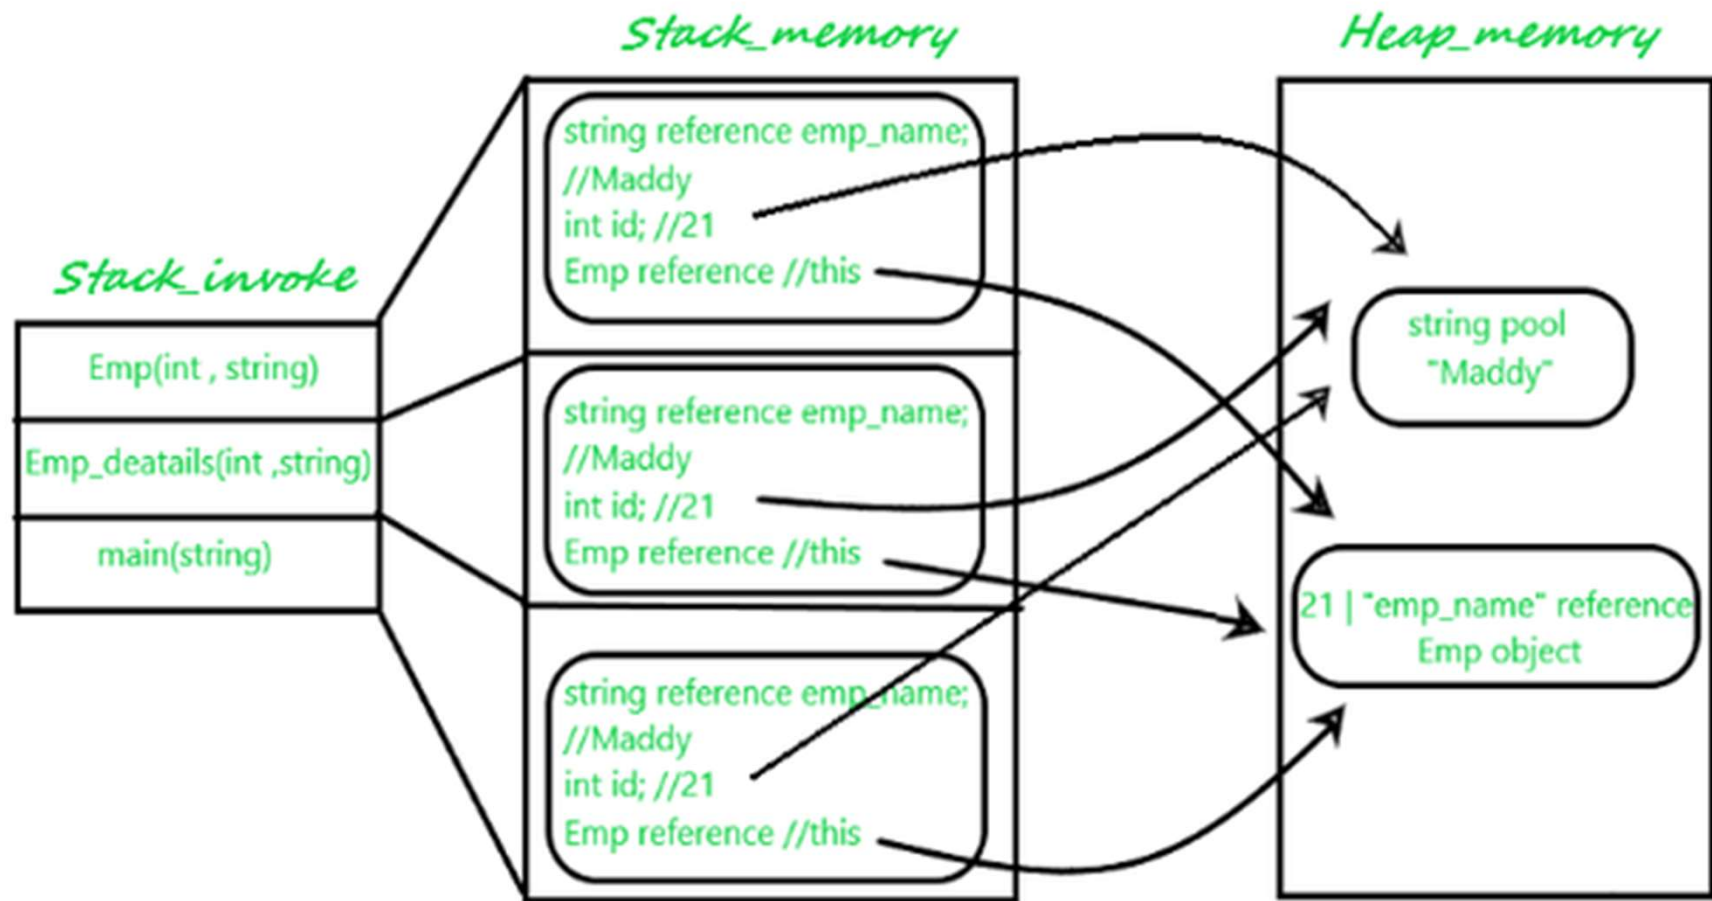 Stack_memory
Heap_memory
Stack_invoke
Emp(int , string)
Emp_deatails(int ,string)
main(string)
string reference emp_name;
//Maddy
int id; //21
Emp reference //this
string reference emp_name;
//Maddy
int id; //21
Emp reference //this
string reference emp_name;
//Maddy
int id; //21
Emp reference //this
string pool
"Maddy"
21 | "emp_name" reference
Emp object